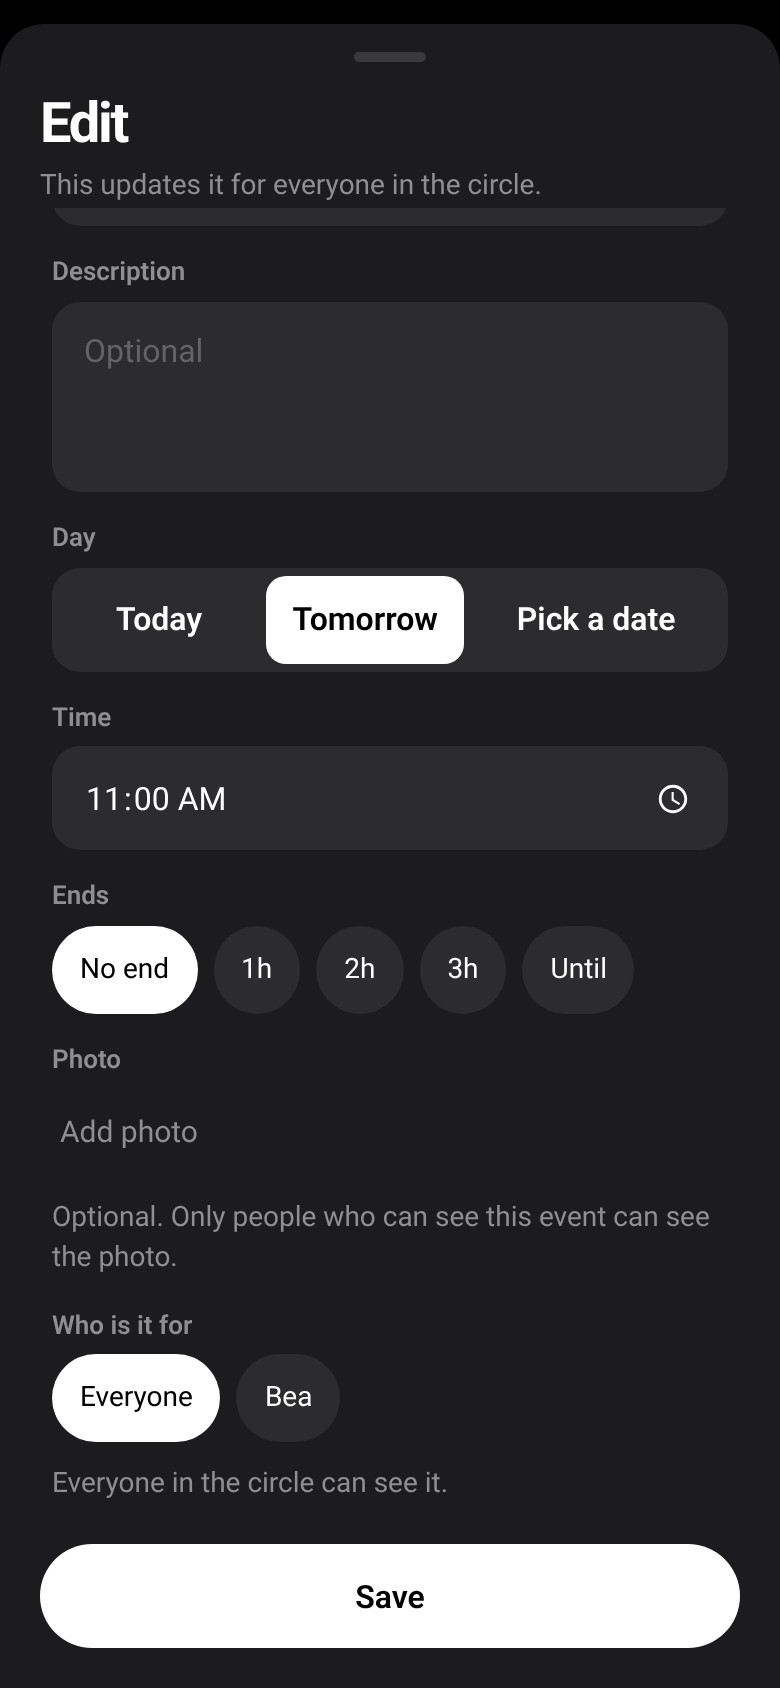 Edit
This updates it for everyone in the circle.
Description
Optional
Day
Today Tomorrow Pick a date
Time
11:00 AM
Ends
No end 1h 2h 3h Until
Photo
Add photo
Optional. Only people who can see this event can see
the photo.
Who is it for
Everyone Bea
Everyone in the circle can see it.
Save